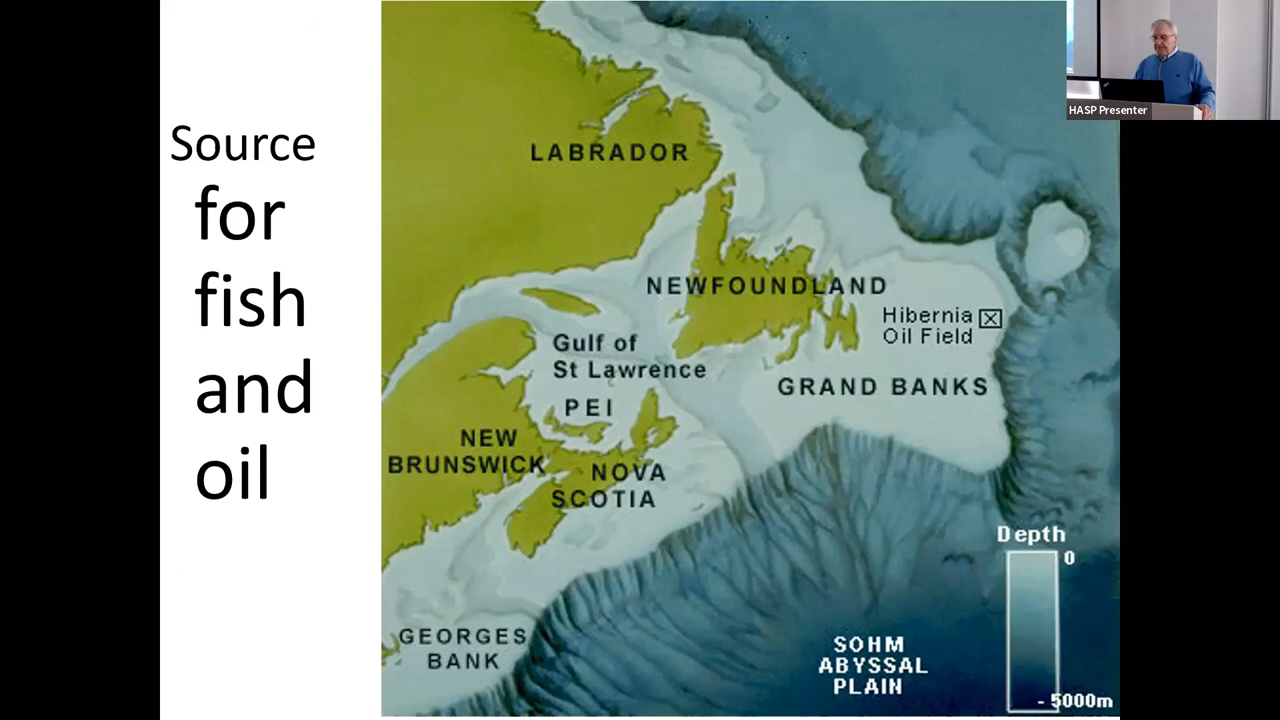 Source
for
fish
and
oil
HASP Presenter
LABRADOR
NEWFOUNDLAND
Hibernia
Oil Field
Gulf of
St Lawrence
GRAND BANKS
PEI
NEW
BRUNSWICK
NOVA
SCOTIA
Depth
0
- 5000m
GEORGES
BANK
SOHM
ABYSSAL
PLAIN